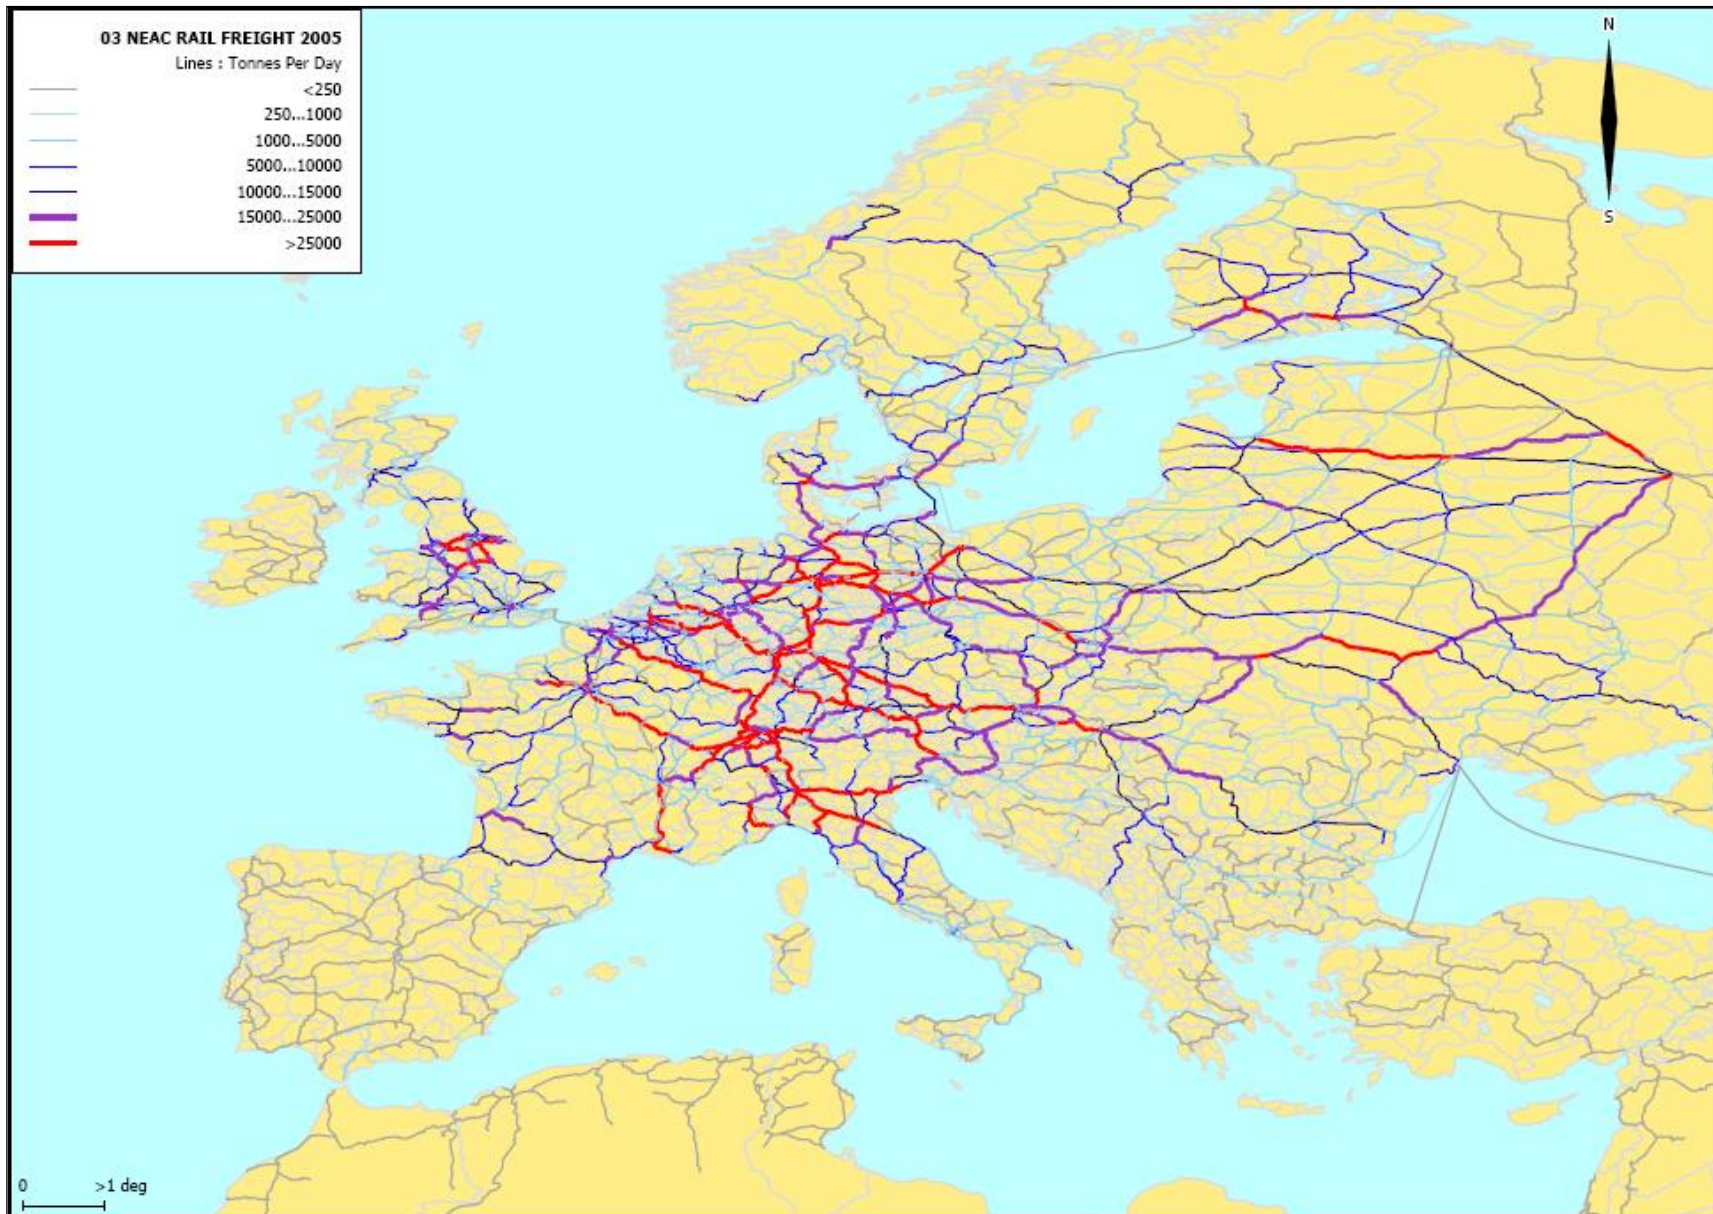 03 NEAC RAIL FREIGHT 2005
Lines : Tonnes Per Day
<250
250...1000
1000...5000
5000...10000
10000...15000
15000...25000
>25000
N
S
0 >1 deg